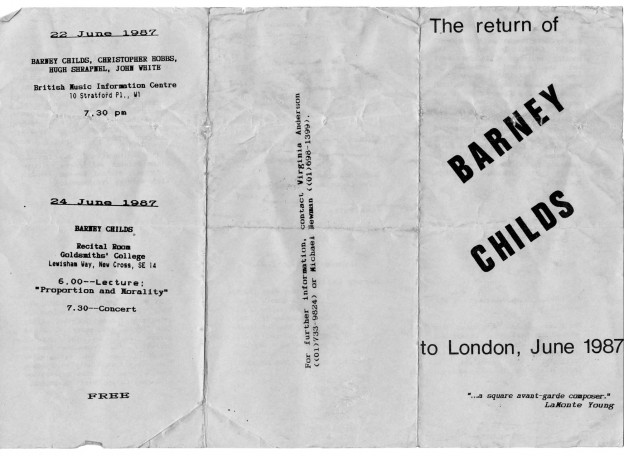 22 June 1987
BARNEY CHILDS, CHRISTOPHER HOBBS,
HUGH SHRAPNEL, JOHN WHITE
British Music Information Centre
10 Stratford Pl., W1
7.30 pm
24 June 1987
BARNEY CHILDS
Recital Room
Goldsmiths' College
Lewisham Way, New Cross, SE 14
6.00--Lecture:
"Proportion and Morality"
7.30--Concert
FREE
For further information, contact Virginia Anderson
((01)733-9824) or Michael Newman ((01)698-1399).
The return of
BARNEY
CHILDS
to London, June 1987
"...a square avant-garde composer."
LaMonte Young